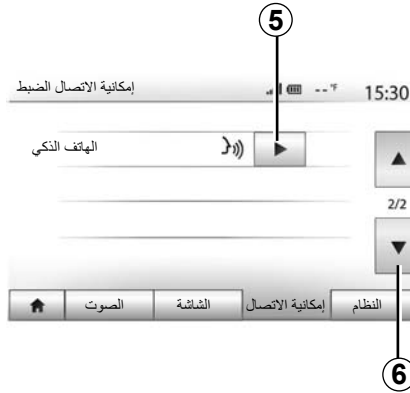 5
إمكانية الاتصال الضبط
--°F
15:30
الهاتف الذكي
2/2
الصوت
الشاشة
إمكانية الاتصال
النظام
6